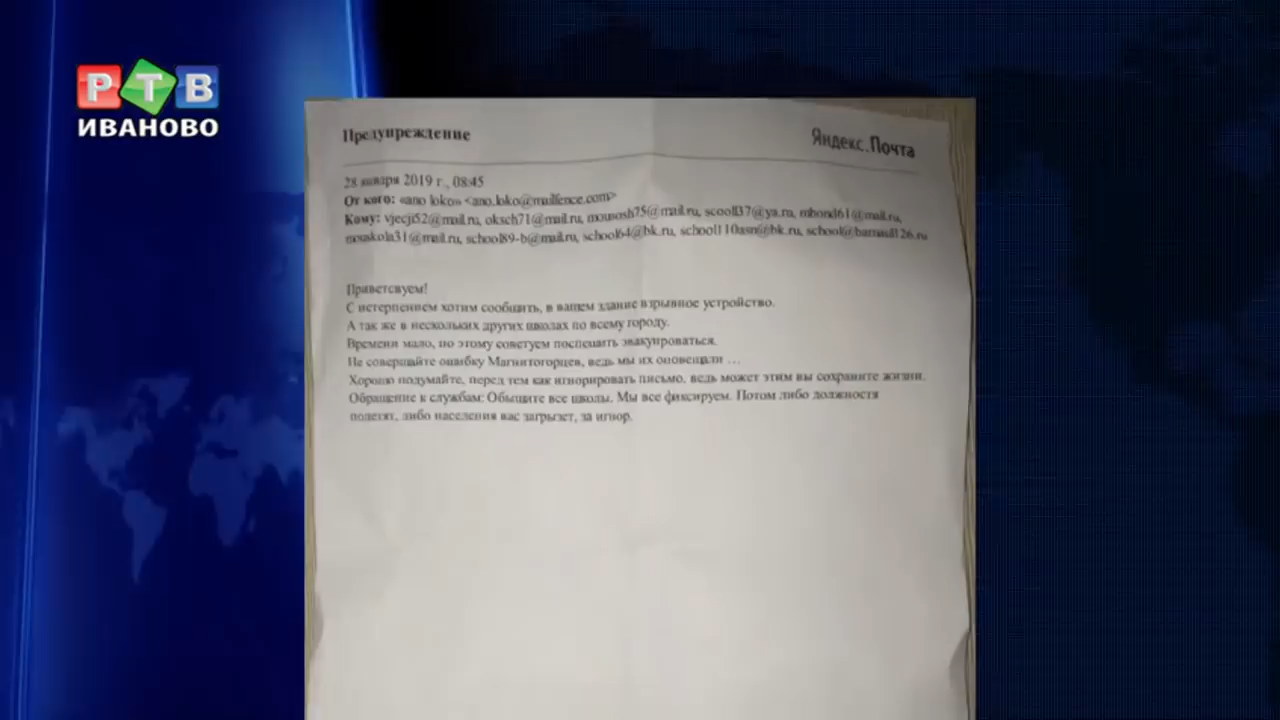 РТВ
ИВАНОВО
Предупреждение
Яндекс.Почта
28 января 2019 г., 08:45
От кого: «ano loko» <ano.loko@mailfence.com>
Кому: vjecji52@mail.ru, oksch71@mail.ru, mousosh75@mail.ru, scooll37@ya.ru, mbond61@mail.ru,
mouskola31@mail.ru, school89-b@mail.ru, school64@bk.ru, school110asn@bk.ru, school@barnaul126.ru
Приветсвуем!
С нетерпением хотим сообщить, в вашем здание взрывное устройство.
А так же в нескольких других школах по всему городу.
Времени мало, по этому советуем поспешить эвакуироваться.
Не совершайте ошибку Магнитогорцев, ведь мы их оповещали ...
Хорошо подумайте, перед тем как игнорировать письмо, ведь может этим вы сохраните жизни.
Обращение к службам: Обыщите все школы. Мы все фиксируем. Потом либо должностя
полетят, либо населения вас загрызет, за игнор.